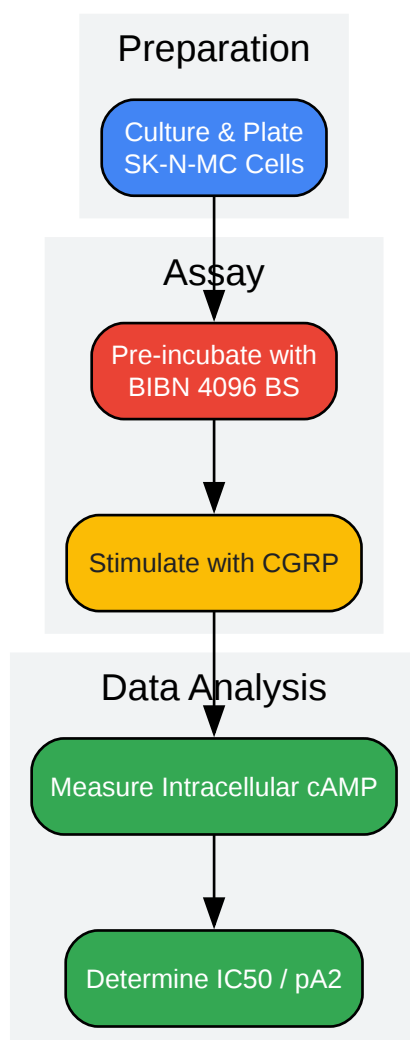 Preparation
Culture & Plate
SK-N-MC Cells
Assay
Pre-incubate with
BIBN 4096 BS
Stimulate with CGRP
Data Analysis
Measure Intracellular cAMP
Determine IC50 / pA2